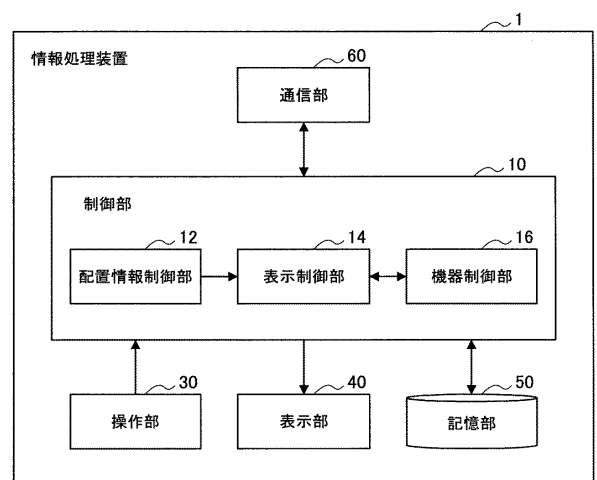 1
情報処理装置
60
通信部
10
制御部
12
14
16
配置情報制御部
表示制御部
機器制御部
30
40
50
操作部
表示部
記憶部